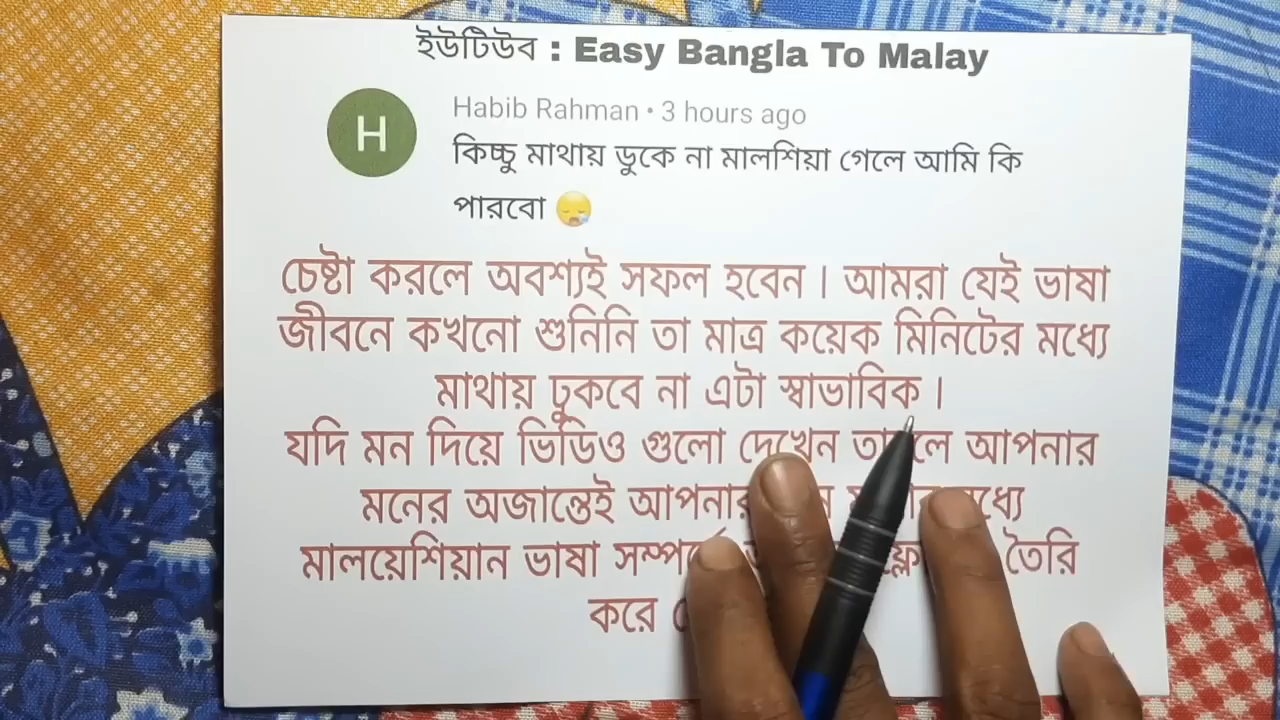 ইউটিউব : Easy Bangla To Malay
H
Habib Rahman • 3 hours ago
কিচ্ছু মাথায় ডুকে না মালশিয়া গেলে আমি কি
পারবো
চেষ্টা করলে অবশ্যই সফল হবেন। আমরা যেই ভাষা
জীবনে কখনো শুনিনি তা মাত্র কয়েক মিনিটের মধ্যে
মাথায় ঢুকবে না এটা স্বাভাবিক।
যদি মন দিয়ে ভিডিও গুলো দেখেন আপনার
মনের অজান্তেই
মালয়েশিয়ান ভাষা তৈরি
করে